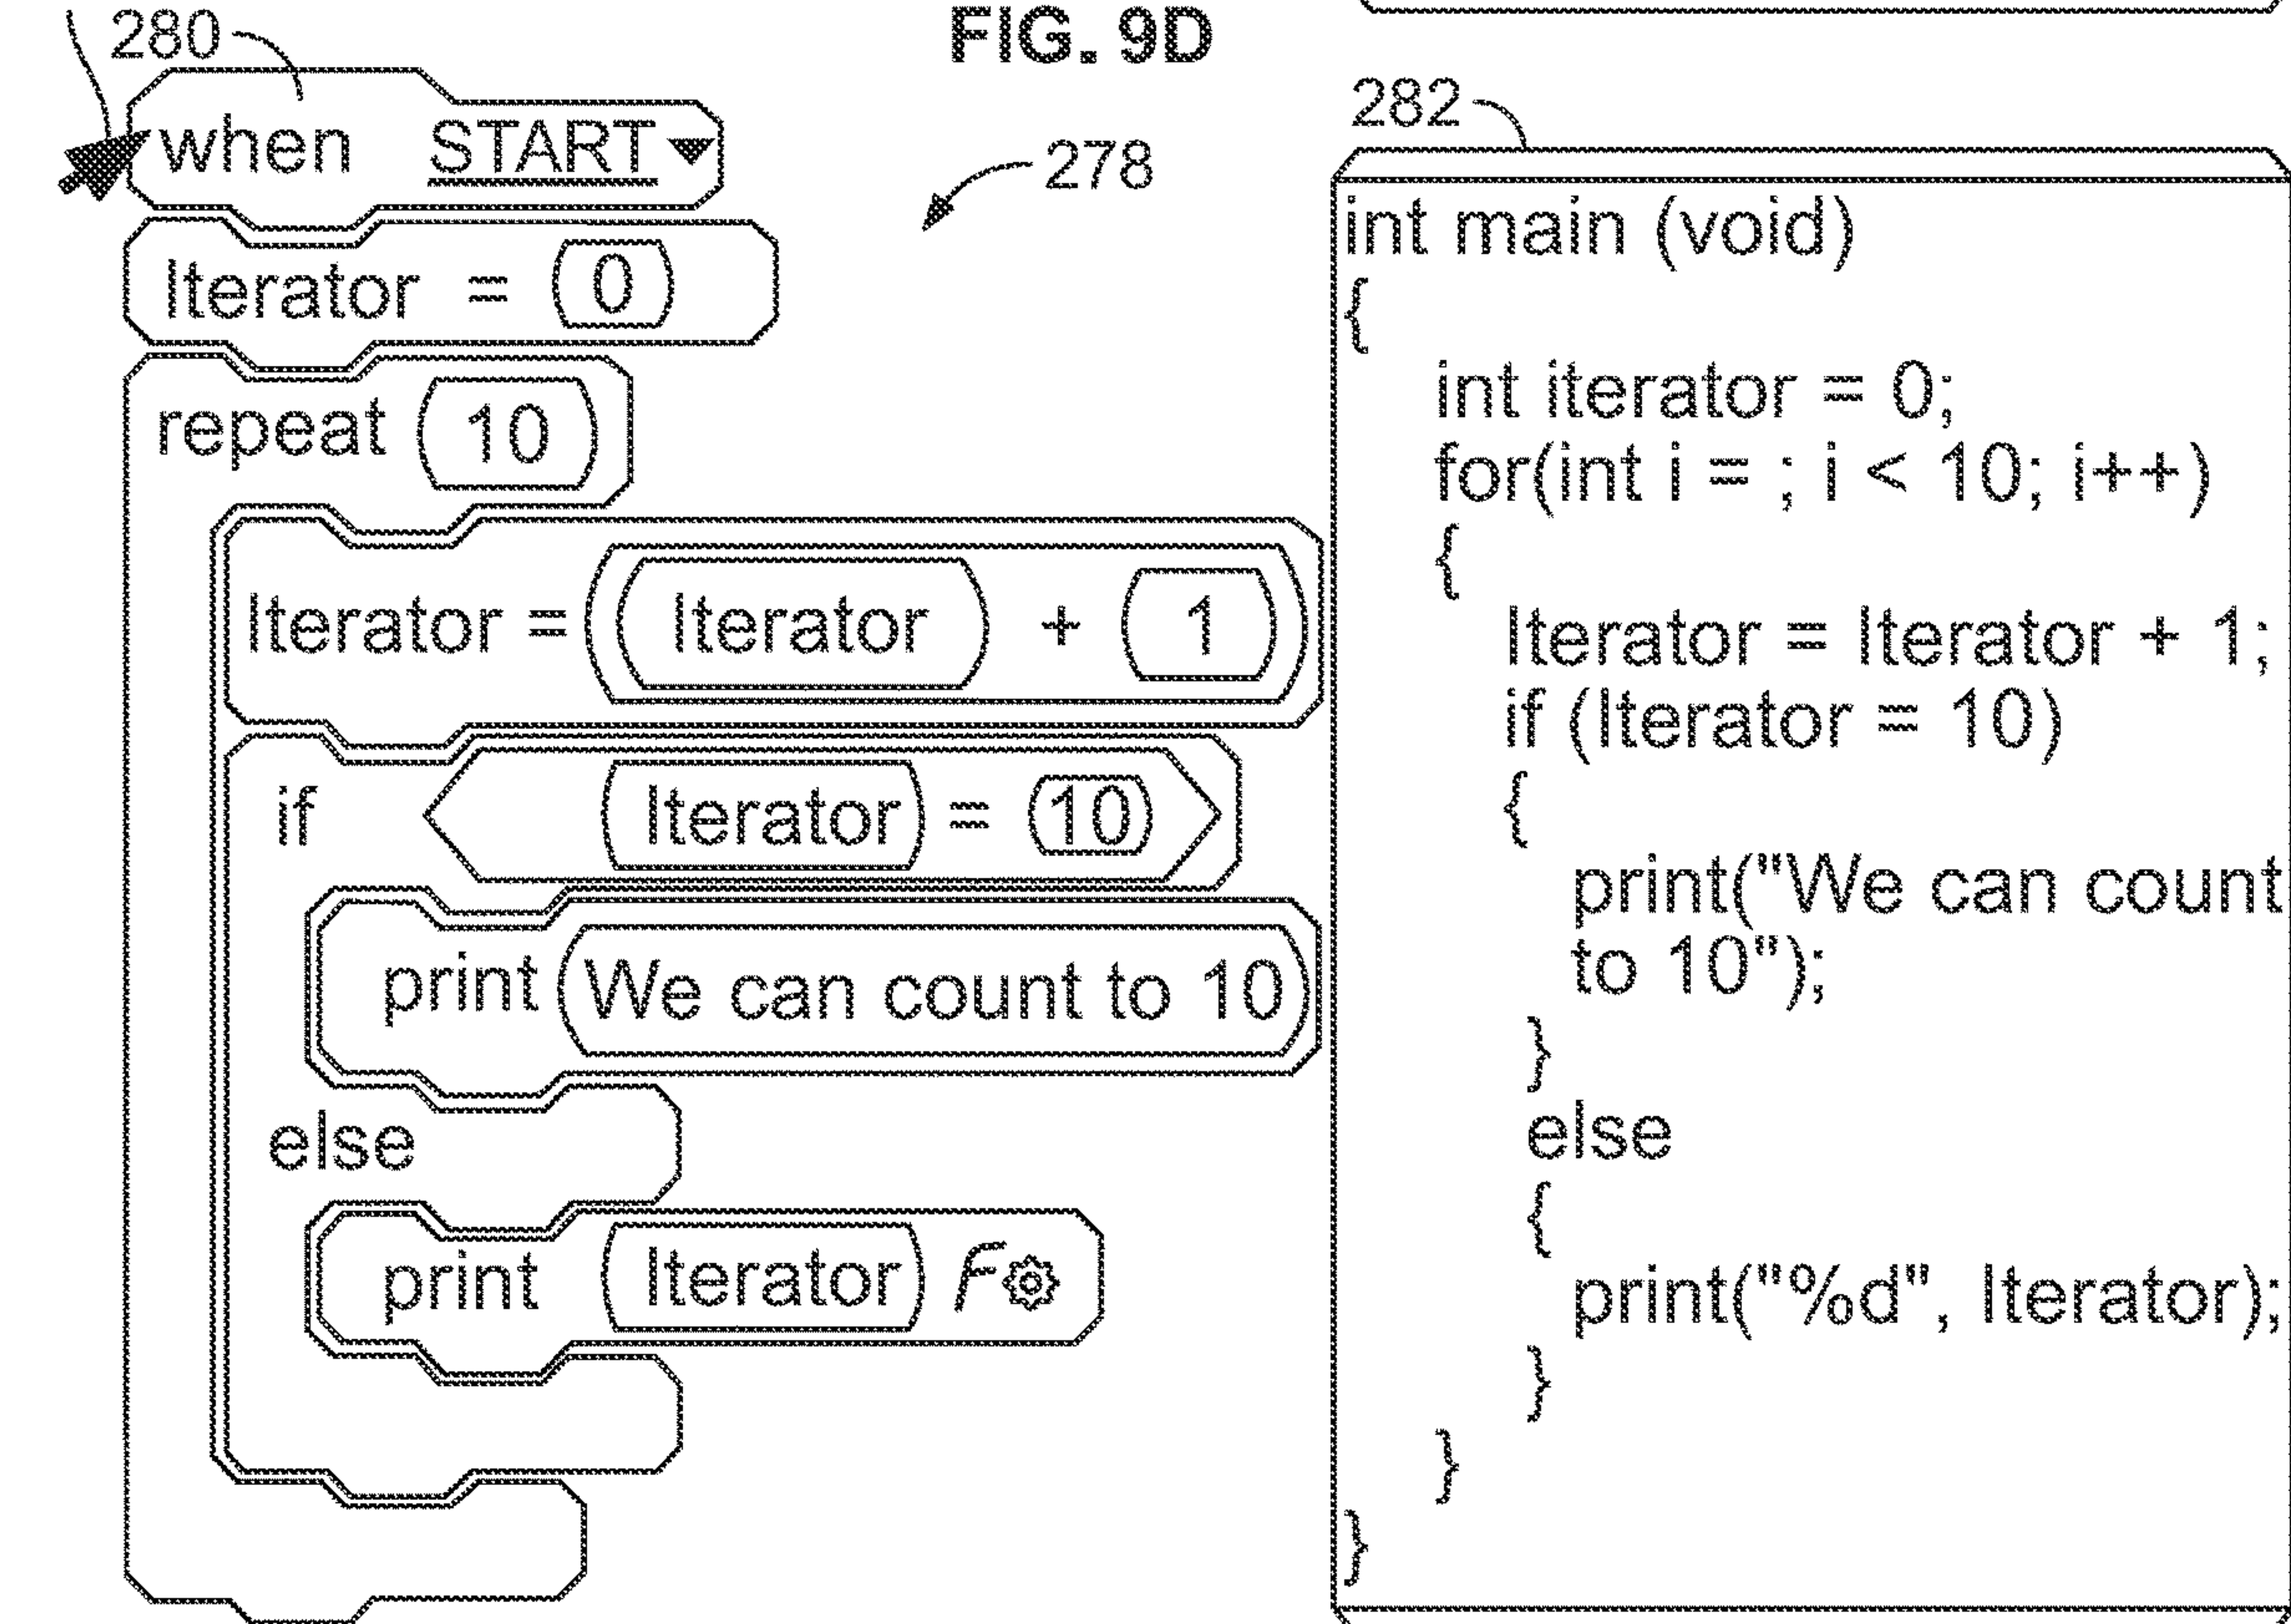 280
FIG. 9D
when START
278
Iterator = 0
repeat 10
Iterator = Iterator + 1
if Iterator = 10
print We can count to 10
else
print Iterator F
282
int main (void)
{
int iterator = 0;
for(int i = ; i < 10; i++)
{
Iterator = Iterator + 1;
if (Iterator = 10)
{
print("We can count
to 10");
}
else
{
print("%d", Iterator);
}
}
}